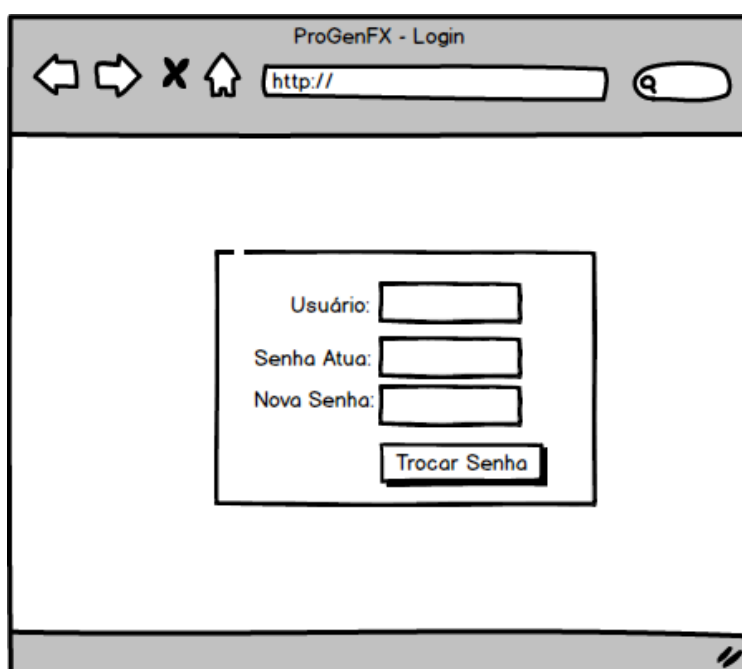 ProGenFX - Login
http://
Usuário:
Senha Atua:
Nova Senha:
Trocar Senha